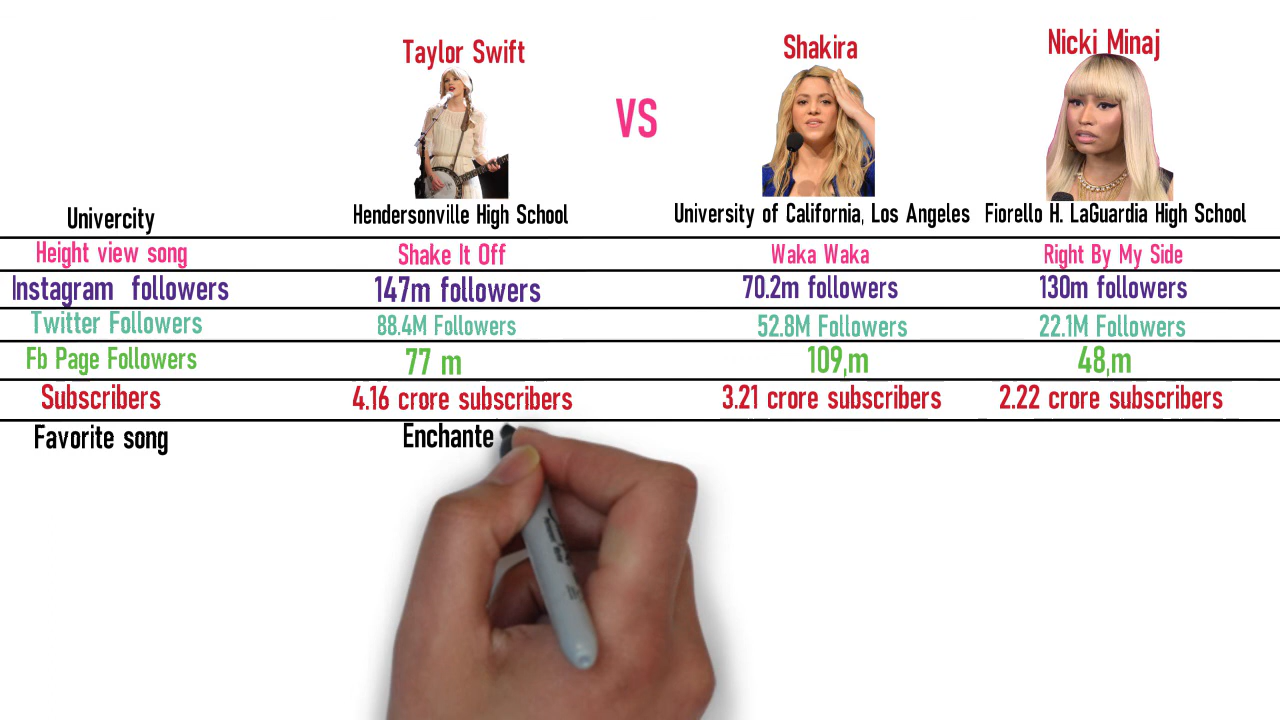 Taylor Swift
Shakira
Nicki Minaj
VS
Univercity Hendersonville High School University of California, Los Angeles Fiorello H. LaGuardia High School
Height view song Shake It Off Waka Waka Right By My Side
Instagram followers 147m followers 70.2m followers 130m followers
Twitter Followers 88.4M Followers 52.8M Followers 22.1M Followers
Fb Page Followers 77 m 109,m 48,m
Subscribers 4.16 crore subscribers 3.21 crore subscribers 2.22 crore subscribers
Favorite song Enchante